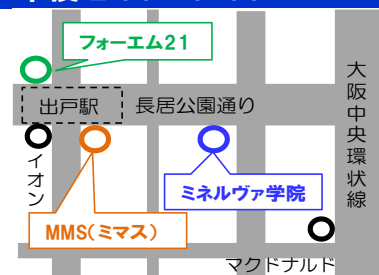 フォーエム21
出戸駅
長居公園通り
大阪中央環状線
イオン
ミネルヴァ学院
MMS(ミマス)
マクドナルド